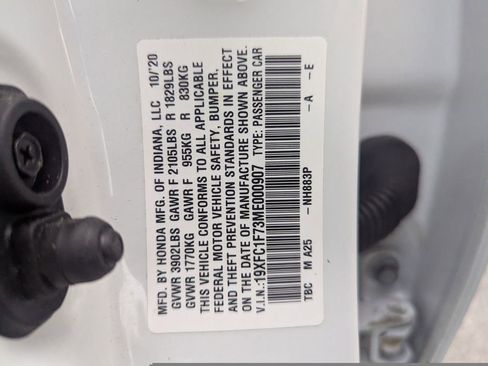 MFD. BY HONDA MFG. OF INDIANA, LLC 10/'20
GVWR 3902LBS GAWR F 2105LBS R 1829LBS
GVWR 1770KG GAWR F 955KG R 830KG
THIS VEHICLE CONFORMS TO ALL APPLICABLE
FEDERAL MOTOR VEHICLE SAFETY, BUMPER,
AND THEFT PREVENTION STANDARDS IN EFFECT
ON THE DATE OF MANUFACTURE SHOWN ABOVE.
V.I.N.: 19XFC1F73ME000907 TYPE: PASSENGER CAR
TBC M A25 -NH883P -A -E